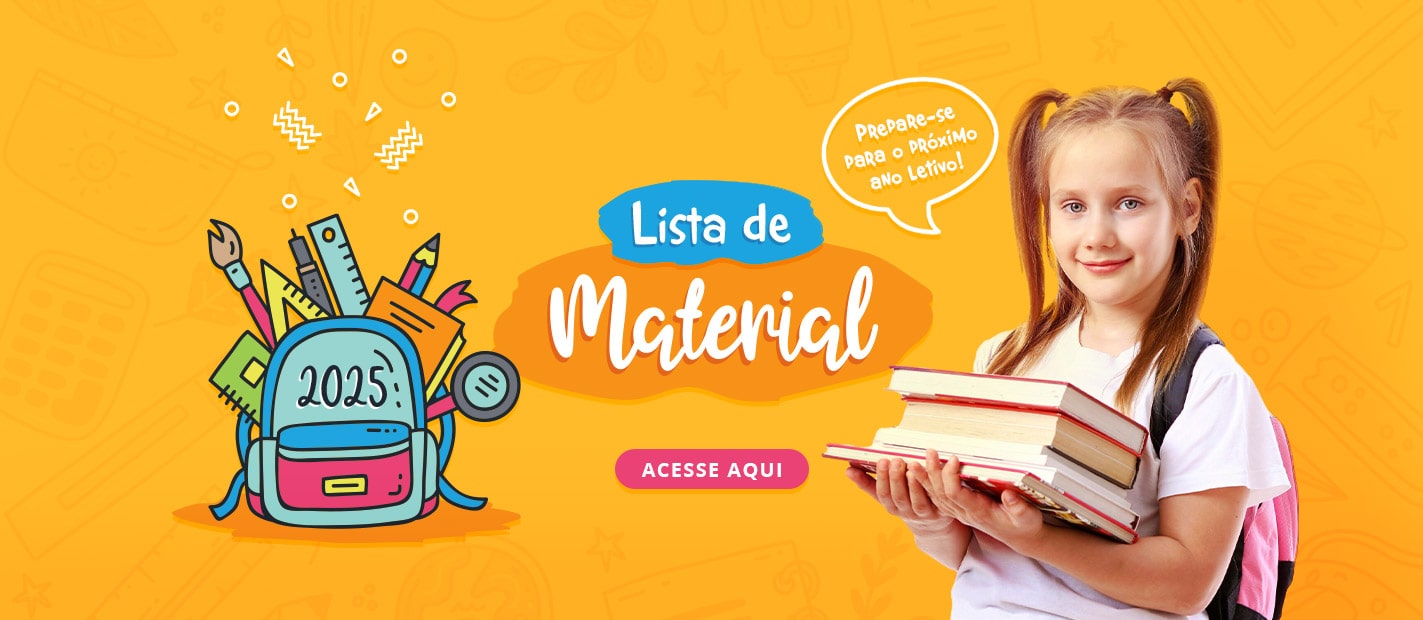 Prepare-se
para o próximo
ano letivo!
Lista de
Material
2025
ACESSE AQUI